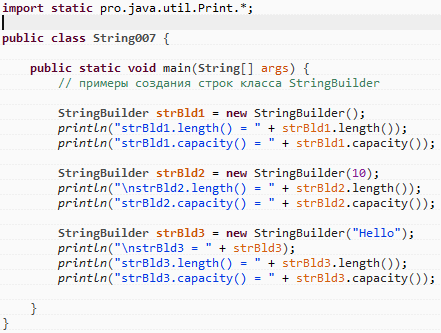 import static pro.java.util.Print.*;
public class String007 {
public static void main(String[] args) {
// примеры создания строк класса StringBuilder
StringBuilder strBld1 = new StringBuilder();
println("strBld1.length() = " + strBld1.length());
println("strBld1.capacity() = " + strBld1.capacity());
StringBuilder strBld2 = new StringBuilder(10);
println("\nstrBld2.length() = " + strBld2.length());
println("strBld2.capacity() = " + strBld2.capacity());
StringBuilder strBld3 = new StringBuilder("Hello");
println("\nstrBld3 = " + strBld3);
println("strBld3.length() = " + strBld3.length());
println("strBld3.capacity() = " + strBld3.capacity());
}
}